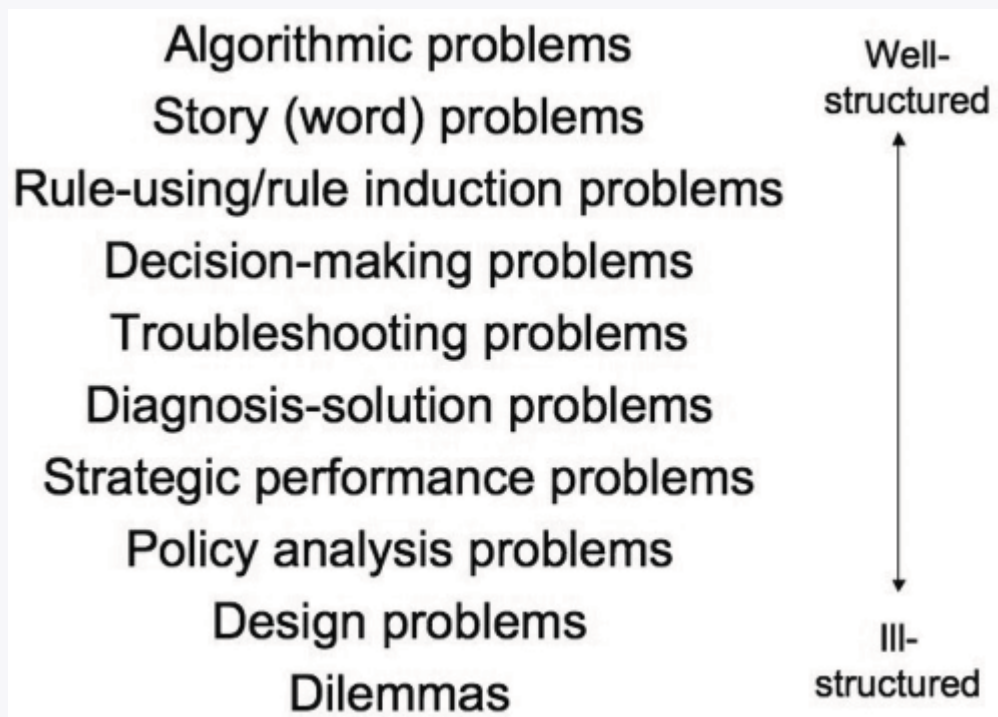 Algorithmic problems
Story (word) problems
Rule-using/rule induction problems
Decision-making problems
Troubleshooting problems
Diagnosis-solution problems
Strategic performance problems
Policy analysis problems
Design problems
Dilemmas
Well-
structured
Ill-
structured